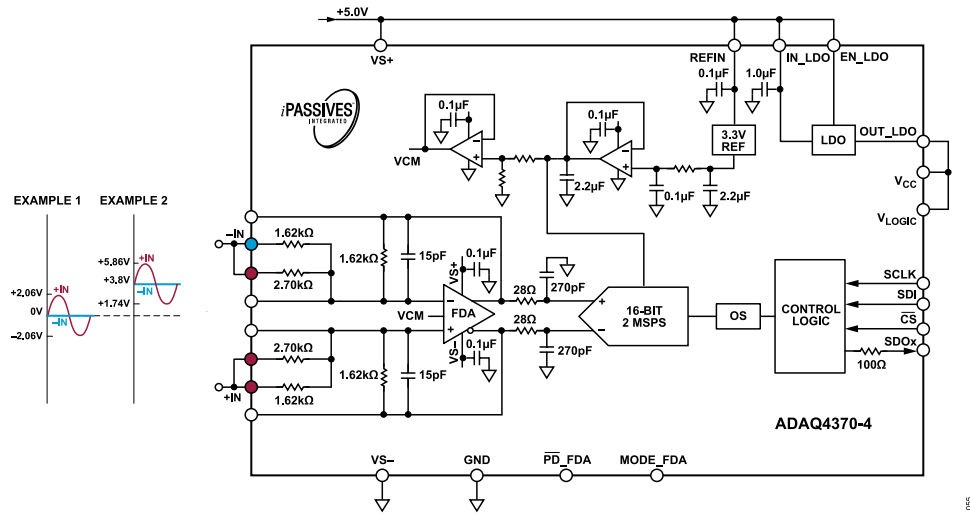 +5.0V
VS+
REFIN
IN_LDO
EN_LDO
0.1µF
1.0µF
iPASSIVES™
INTEGRATED
0.1µF
0.1µF
3.3V
REF
LDO
OUT_LDO
VCM
2.2µF
0.1µF
2.2µF
VCC
VLOGIC
EXAMPLE 1
EXAMPLE 2
+5.86V
+IN
+3.8V
–IN
+1.74V
+2.06V
+IN
0V
–IN
–2.06V
–IN
1.62kΩ
2.70kΩ
1.62kΩ
15pF
VS+
0.1µF
28Ω
270pF
VCM
–
FDA
+
28Ω
VS–
0.1µF
270pF
+
16-BIT
2 MSPS
–
OS
CONTROL
LOGIC
SCLK
SDI
CS
SDOx
100Ω
2.70kΩ
1.62kΩ
1.62kΩ
15pF
+IN
ADAQ4370-4
VS–
GND
PD_FDA
MODE_FDA